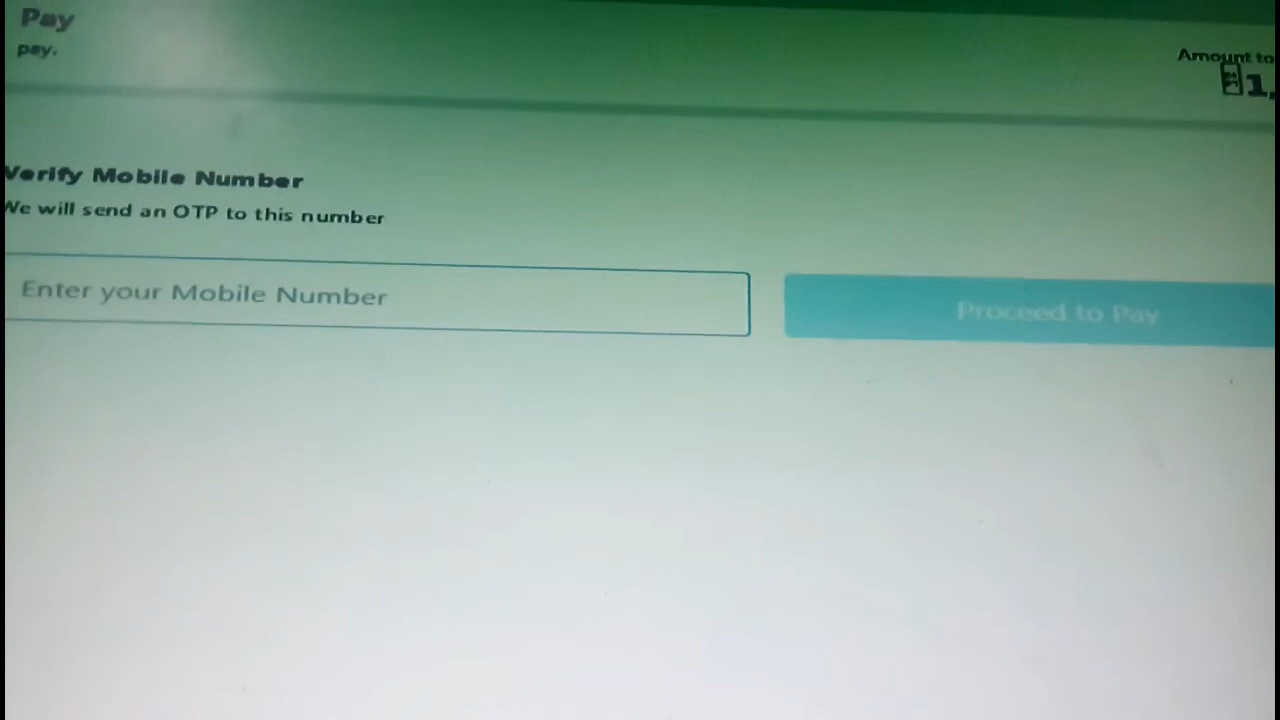 Pay
pay.
Amount to
1,
Verify Mobile Number
We will send an OTP to this number
Enter your Mobile Number
Proceed to Pay